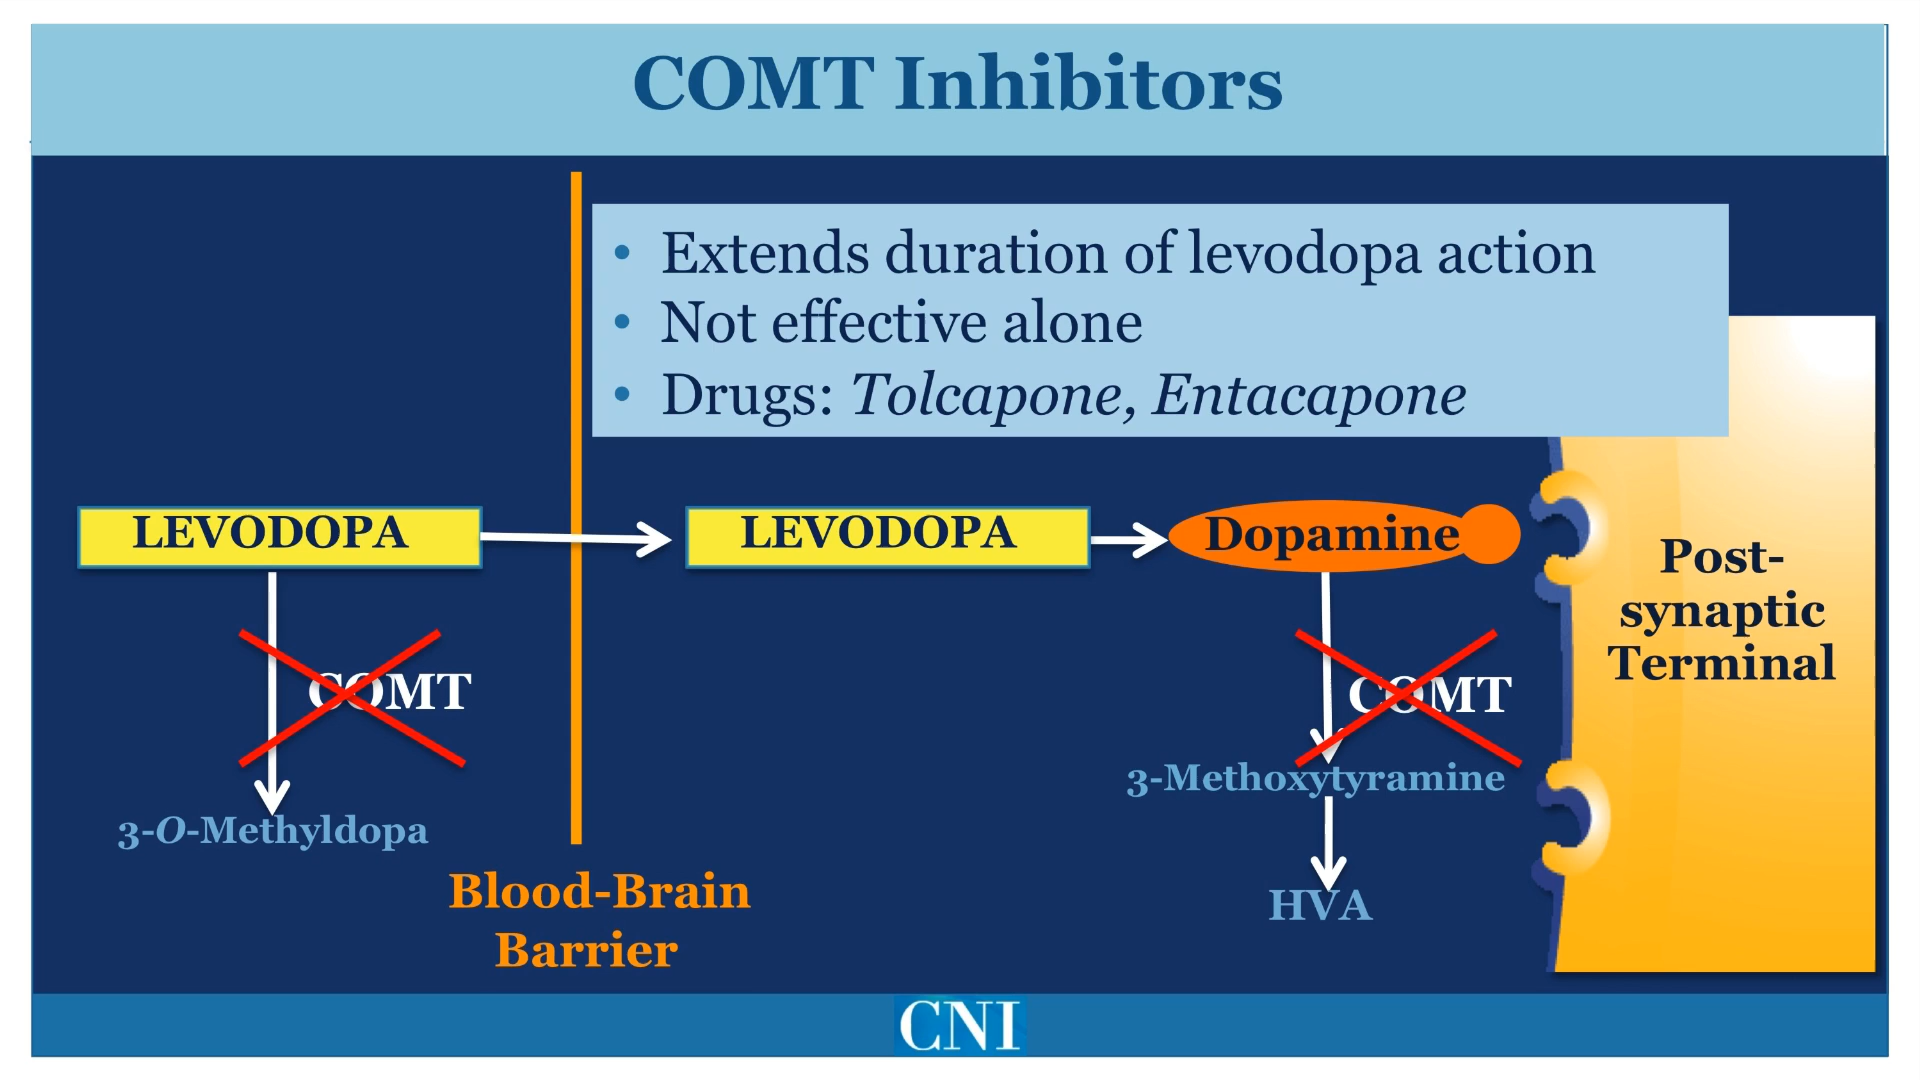 COMT Inhibitors
• Extends duration of levodopa action
• Not effective alone
• Drugs: Tolcapone, Entacapone
LEVODOPA
LEVODOPA
Dopamine
Post-
synaptic
Terminal
COMT
COMT
3-Methoxytyramine
3-O-Methyldopa
Blood-Brain
Barrier
HVA
CNI